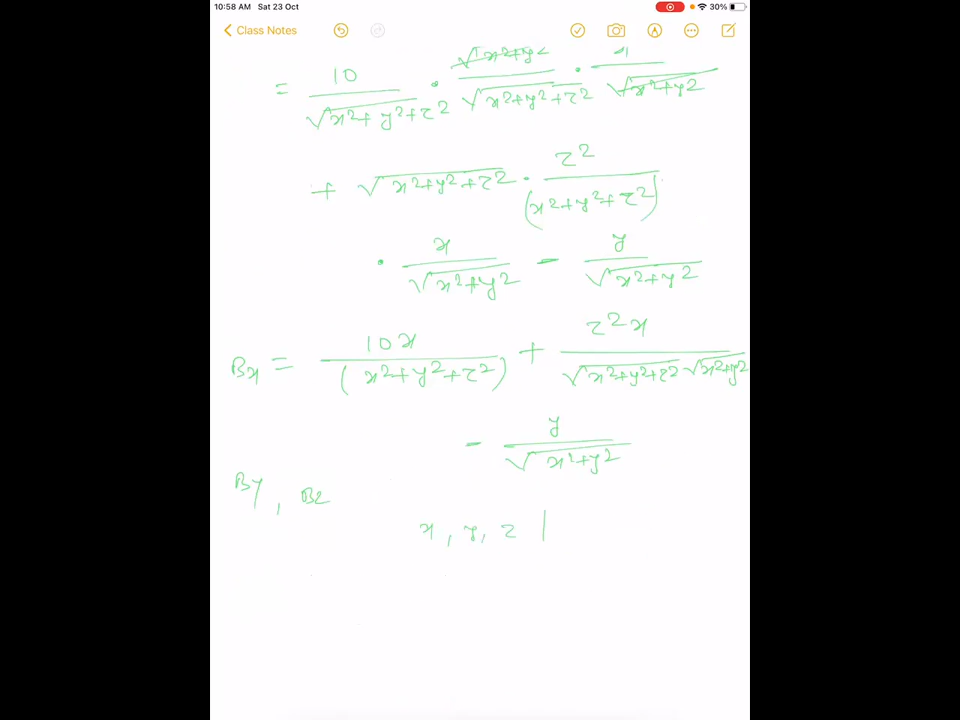 10:58 AM Sat 23 Oct 30%
Class Notes
= 10/√(x²+y²+z²) · √(x²+y²)/√(x²+y²+z²) · x/√(x²+y²)
+ √(x²+y²+z²) · z²/(x²+y²+z²)
· x/√(x²+y²) - y/√(x²+y²)
Bx = 10x/(x²+y²+z²) + z²x/(√(x²+y²+z²) √(x²+y²))
- y/√(x²+y²)
By, Bz
x, y, z |